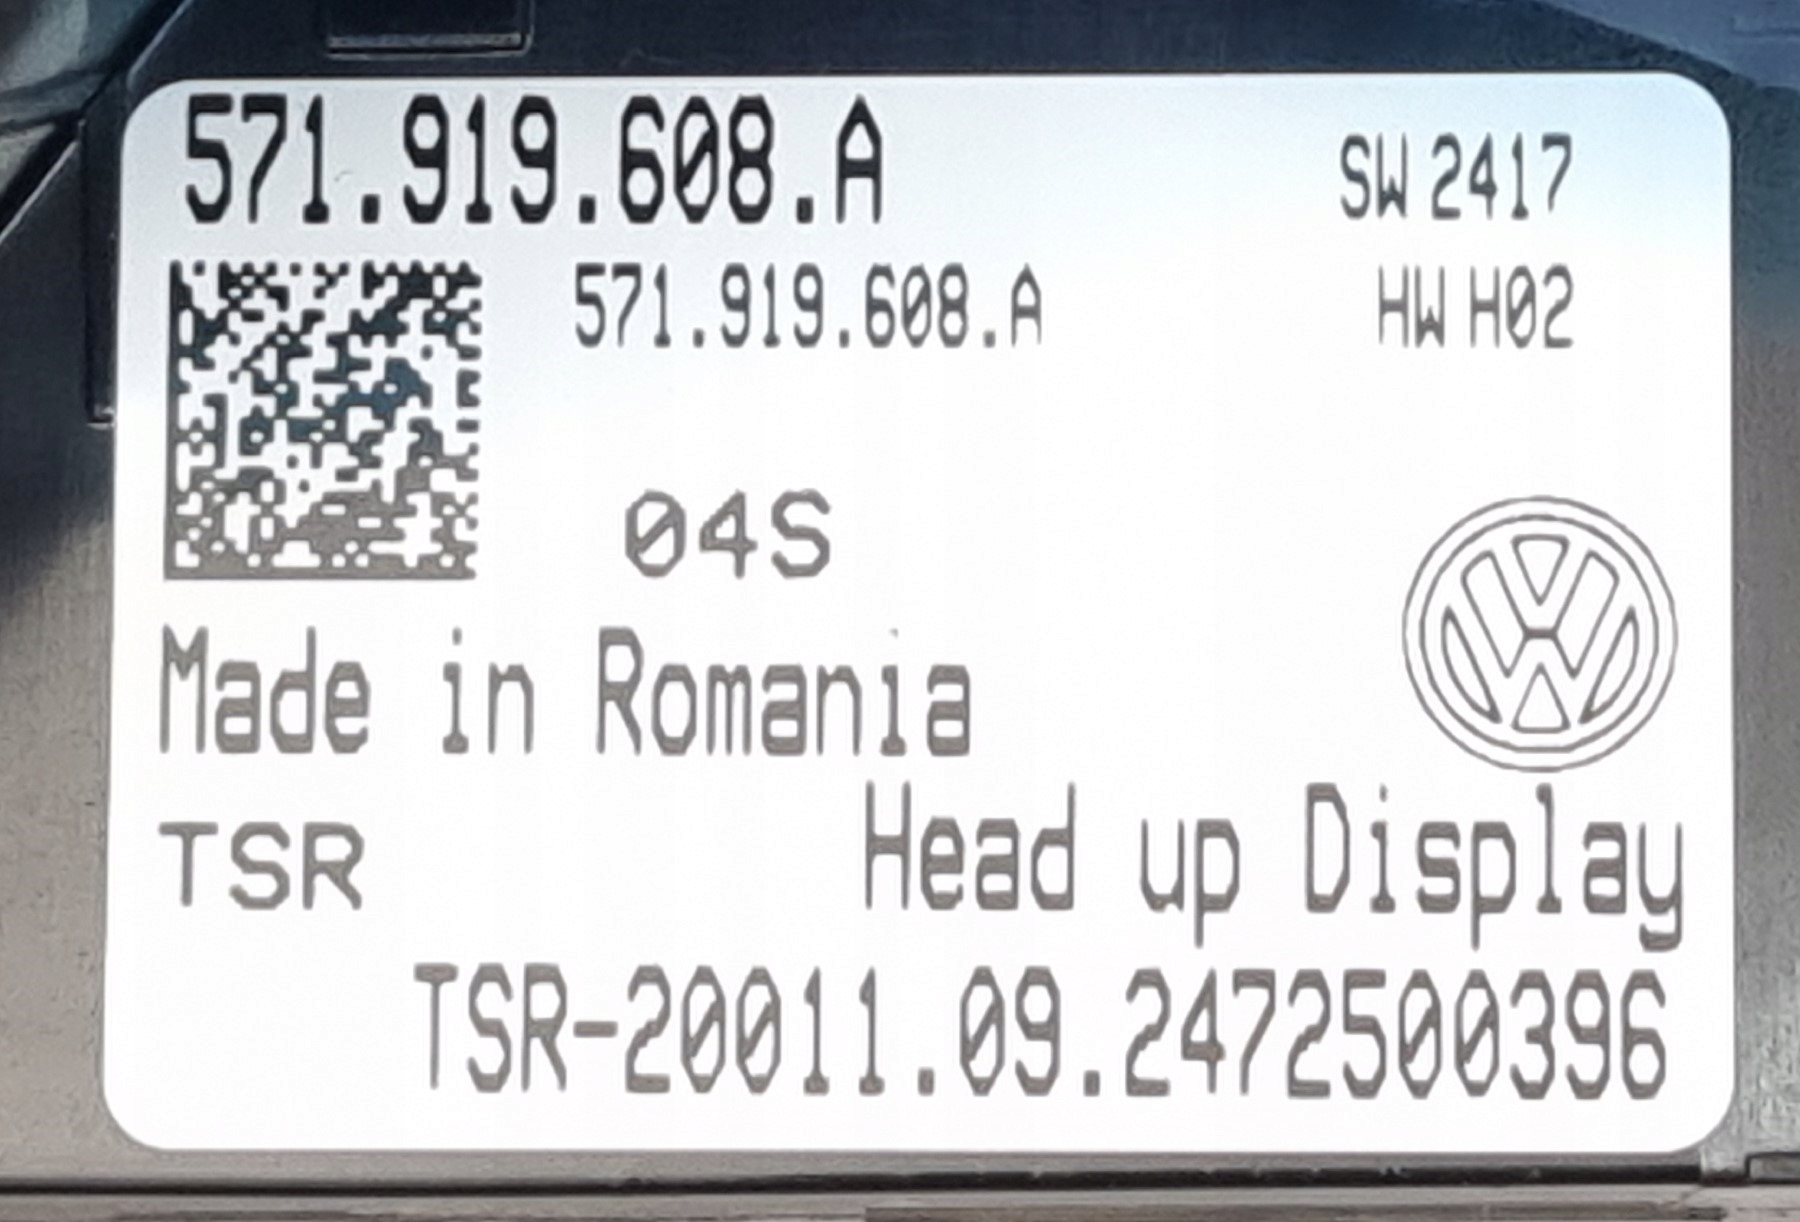 571.919.608.A
SW 2417
571.919.608.A
HW H02
04S
Made in Romania
TSR
Head up Display
TSR-20011.09.2472500396